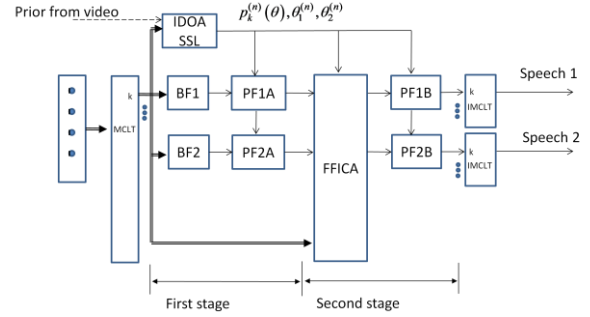 Prior from video
IDOA
SSL
p_k^{(n)}(θ), θ_1^{(n)}, θ_2^{(n)}
Speech 1
k
BF1
PF1A
PF1B
k
IMCLT
MCLT
Speech 2
BF2
PF2A
FFICA
PF2B
k
IMCLT
First stage
Second stage